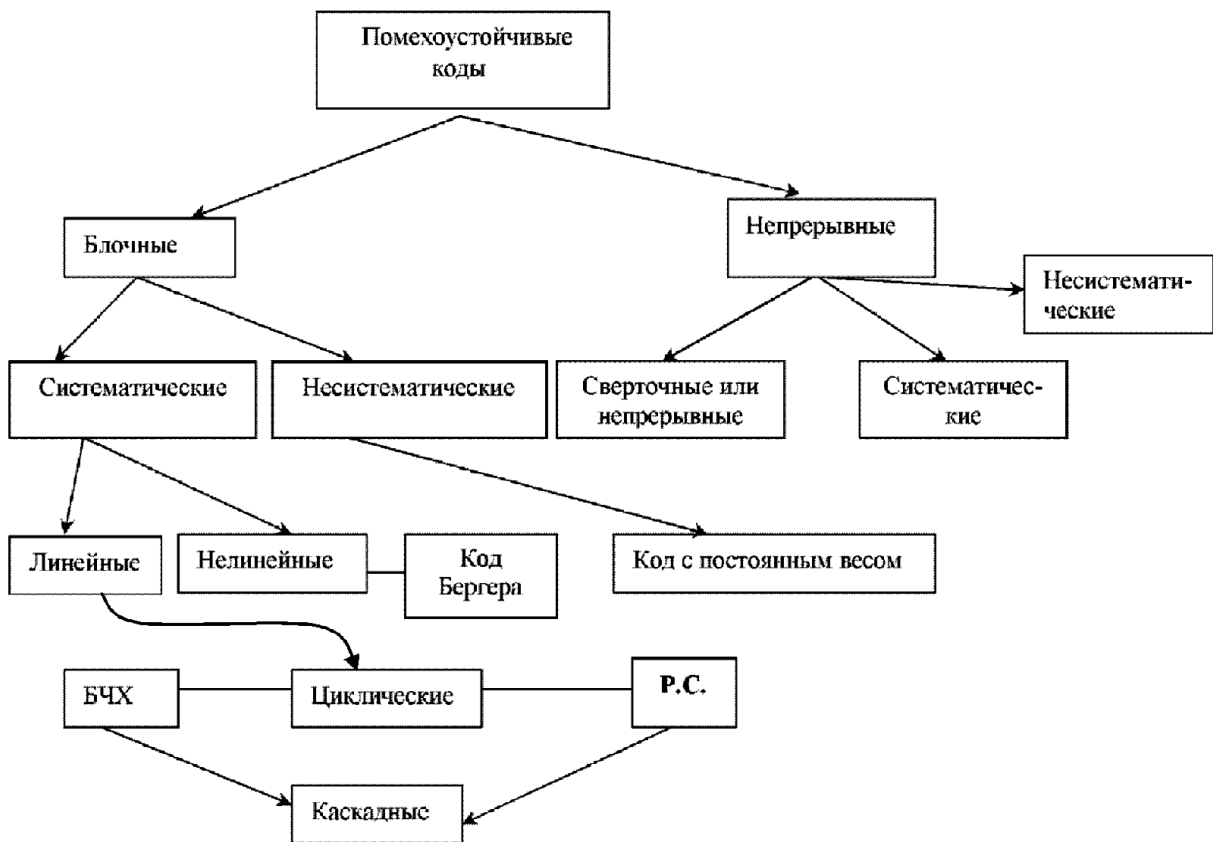 Помехоустойчивые
коды
Блочные
Непрерывные
Несистемати-
ческие
Систематические
Несистематические
Сверточные или
непрерывные
Систематичес-
кие
Линейные
Нелинейные
Код
Бергера
Код с постоянным весом
БЧХ
Циклические
Р.С.
Каскадные